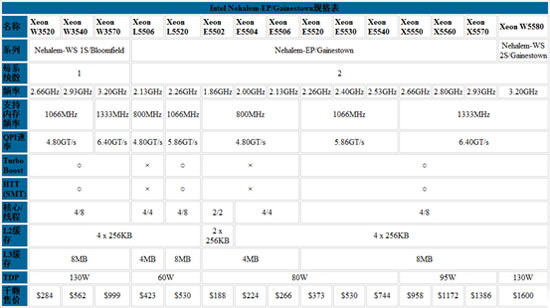 Intel Nehalem-EP/Gainestown规格表
名称 Xeon W3520 Xeon W3540 Xeon W3570 Xeon L5506 Xeon L5520 Xeon E5502 Xeon E5504 Xeon E5506 Xeon E5520 Xeon E5530 Xeon E5540 Xeon X5550 Xeon X5560 Xeon X5570 Xeon W5580
系列 Nehalem-WS 1S/Bloomfield Nehalem-EP/Gainestown Nehalem-WS 2S/Gainestown
每系统数 1 2
频率 2.66GHz 2.93GHz 3.20GHz 2.13GHz 2.26GHz 1.86GHz 2.00GHz 2.13GHz 2.26GHz 2.40GHz 2.53GHz 2.66GHz 2.80GHz 2.93GHz 3.20GHz
支持内存频率 1066MHz 1333MHz 800MHz 1066MHz 800MHz 1066MHz 1333MHz
QPI速率 4.80GT/s 6.40GT/s 4.80GT/s 5.86GT/s 4.80GT/s 5.86GT/s 6.40GT/s
Turbo Boost ○ × ○ × ○
HTT (SMT) ○ × ○ × ○
核心/线程 4/8 4/4 4/8 2/2 4/4 4/8
L2缓存 4 x 256KB 2 x 256KB 4 x 256KB
L3缓存 8MB 4MB 8MB 4MB 8MB
TDP 130W 60W 80W 95W 130W
千颗售价 $284 $562 $999 $423 $530 $188 $224 $266 $373 $530 $744 $958 $1172 $1386 $1600